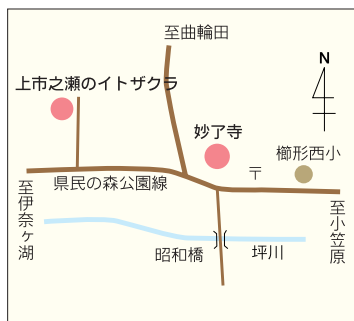 至曲輪田
N
上市之瀬のイトザクラ
妙了寺
櫛形西小
〒
県民の森公園線
至伊奈ヶ湖
至小笠原
昭和橋
坪川